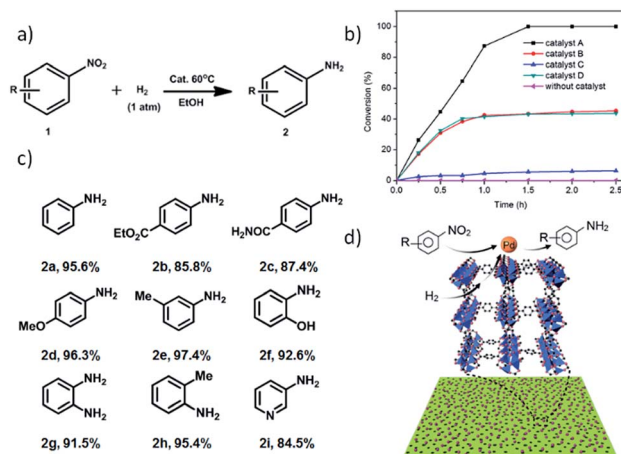 a)
NO₂
R
1
+ H₂
(1 atm)
Cat. 60°C
EtOH
NH₂
R
2
b)
Conversion (%)
100
80
60
40
20
0
0.0 0.5 1.0 1.5 2.0 2.5
Time (h)
catalyst A
catalyst B
catalyst C
catalyst D
without catalyst
c)
NH₂
2a, 95.6%
NH₂
EtO₂C
2b, 85.8%
NH₂
H₂NOC
2c, 87.4%
NH₂
MeO
2d, 96.3%
Me NH₂
2e, 97.4%
NH₂
OH
2f, 92.6%
NH₂
NH₂
2g, 91.5%
Me
NH₂
2h, 95.4%
NH₂
N
2i, 84.5%
d)
NO₂
R
Pd
NH₂
R
H₂